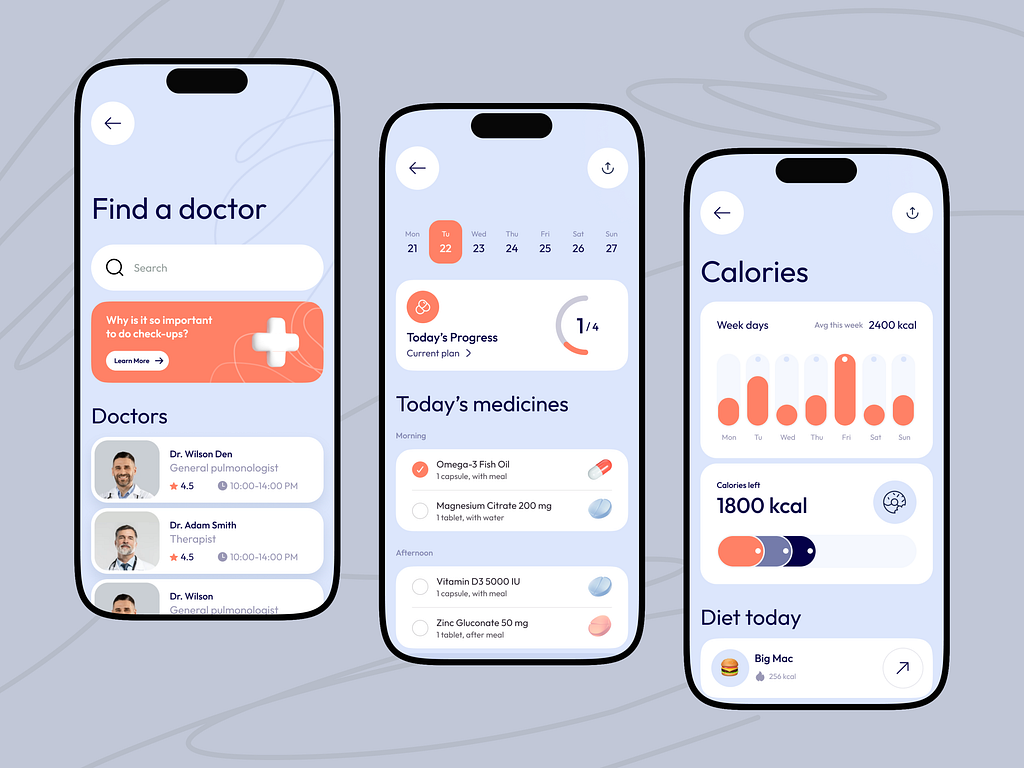 Find a doctor
Search
Why is it so important
to do check-ups?
Learn More
Doctors
Dr. Wilson Den
General pulmonologist
4.5 10:00-14:00 PM
Dr. Adam Smith
Therapist
4.5 10:00-14:00 PM
Dr. Wilson
General pulmonologist
Mon Tu Wed Thu Fri Sat Sun
21 22 23 24 25 26 27
Today's Progress
Current plan
1/4
Today's medicines
Morning
Omega-3 Fish Oil
1 capsule, with meal
Magnesium Citrate 200 mg
1 tablet, with water
Afternoon
Vitamin D3 5000 IU
1 capsule, with meal
Zinc Gluconate 50 mg
1 tablet, after meal
Calories
Week days Avg this week 2400 kcal
Mon Tu Wed Thu Fri Sat Sun
Calories left
1800 kcal
Diet today
Big Mac
256 kcal